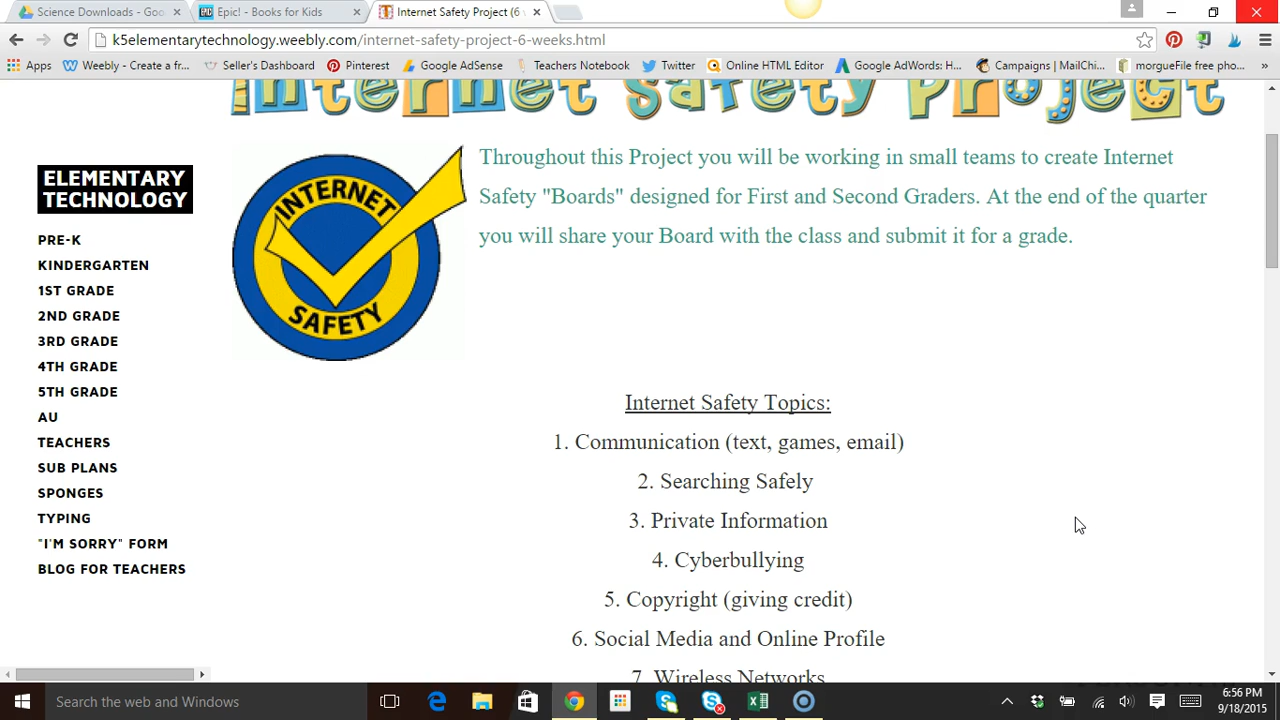 Science Downloads - Goo
Epic! - Books for Kids
Internet Safety Project (6 w
k5elementarytechnology.weebly.com/internet-safety-project-6-weeks.html
Apps
Weebly - Create a fr...
Seller's Dashboard
Pinterest
Google AdSense
Teachers Notebook
Twitter
Online HTML Editor
Google AdWords: H...
Campaigns | MailChi...
morgueFile free pho...
»
Internet Safety Project
ELEMENTARY
TECHNOLOGY
PRE-K
KINDERGARTEN
1ST GRADE
2ND GRADE
3RD GRADE
4TH GRADE
5TH GRADE
AU
TEACHERS
SUB PLANS
SPONGES
TYPING
"I'M SORRY" FORM
BLOG FOR TEACHERS
INTERNET
SAFETY
Throughout this Project you will be working in small teams to create Internet
Safety "Boards" designed for First and Second Graders. At the end of the quarter
you will share your Board with the class and submit it for a grade.
Internet Safety Topics:
1. Communication (text, games, email)
2. Searching Safely
3. Private Information
4. Cyberbullying
5. Copyright (giving credit)
6. Social Media and Online Profile
7. Wireless Networks
Search the web and Windows
6:56 PM
9/18/2015